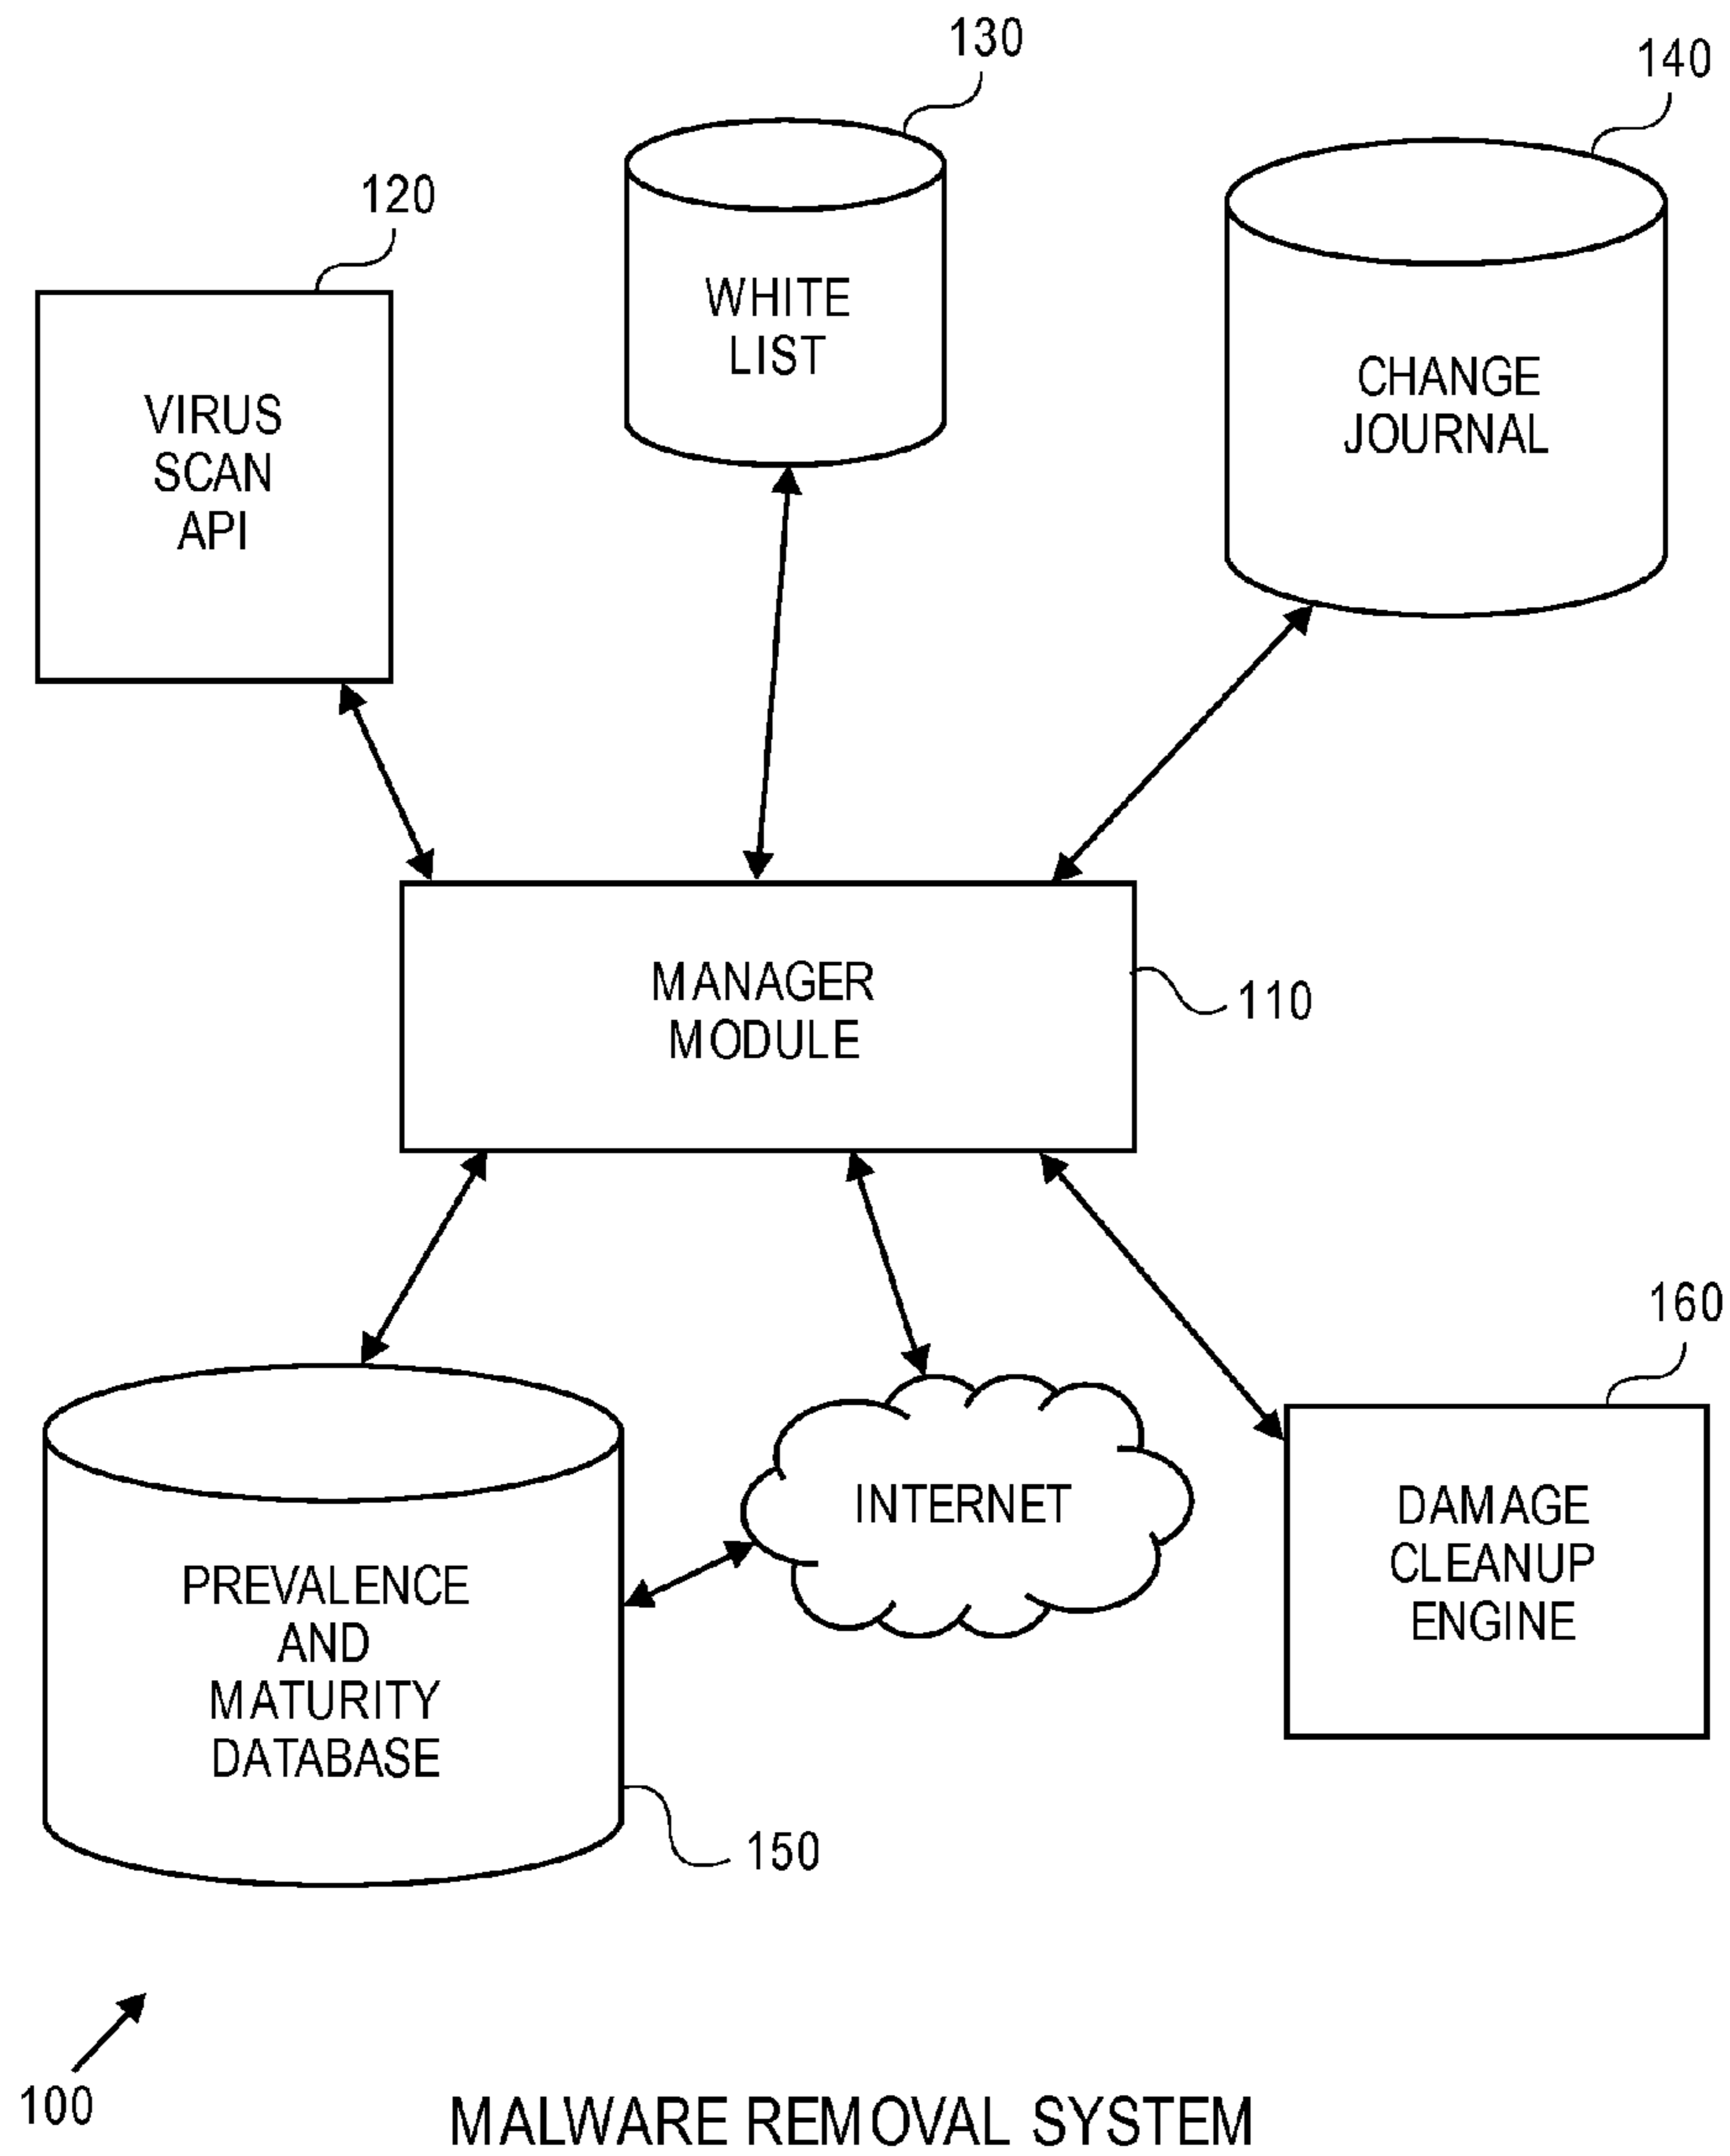 130
140
120
WHITE
LIST
CHANGE
JOURNAL
VIRUS
SCAN
API
MANAGER
MODULE
110
160
INTERNET
DAMAGE
CLEANUP
ENGINE
PREVALENCE
AND
MATURITY
DATABASE
150
100
MALWARE REMOVAL SYSTEM